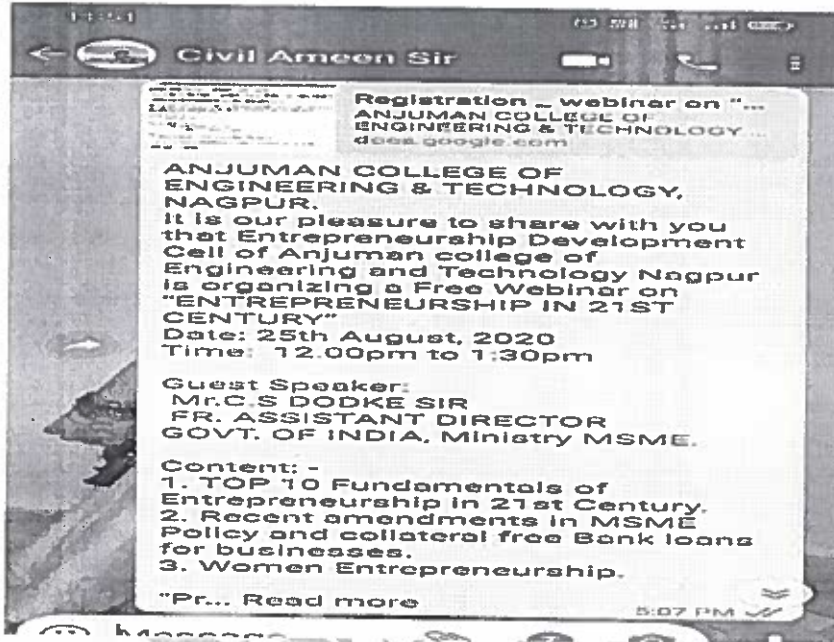 Civil Ameen Sir
Registration _ webinar on "...
ANJUMAN COLLEGE OF
ENGINEERING & TECHNOLOGY ...
docs.google.com
ANJUMAN COLLEGE OF
ENGINEERING & TECHNOLOGY,
NAGPUR.
It is our pleasure to share with you
that Entrepreneurship Development
Cell of Anjuman college of
Engineering and Technology Nagpur
is organizing a Free Webinar on
"ENTREPRENEURSHIP IN 21ST
CENTURY"
Date: 25th August, 2020
Time: 12.00pm to 1:30pm
Guest Speaker:
Mr.C.S DODKE SIR
FR. ASSISTANT DIRECTOR
GOVT. OF INDIA, Ministry MSME.
Content: -
1. TOP 10 Fundamentals of
Entrepreneurship in 21st Century.
2. Recent amendments in MSME
Policy and collateral free Bank loans
for businesses.
3. Women Entrepreneurship.
"Pr... Read more
5:07 PM